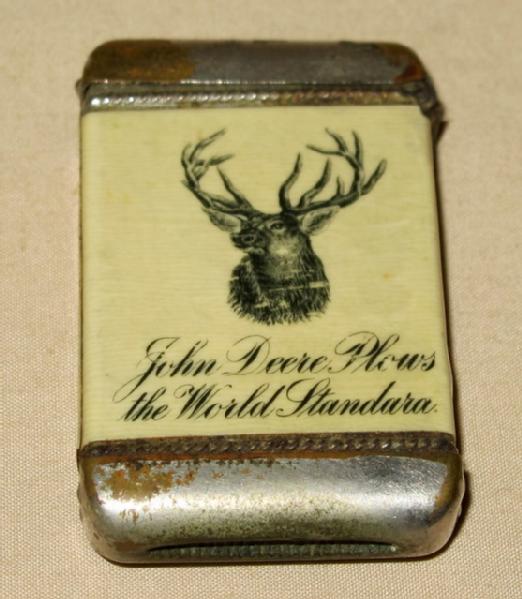 John Deere Plows
the World Standard.